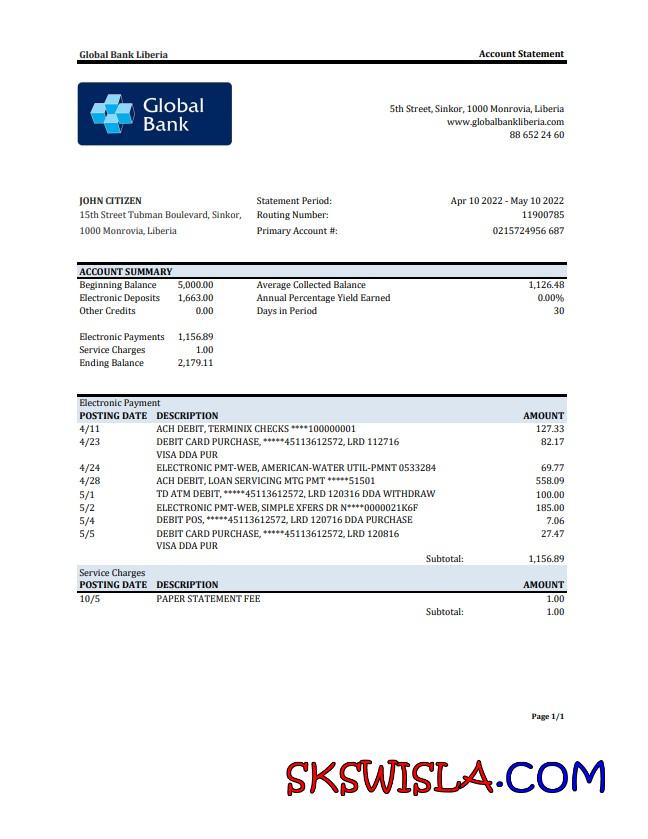 Global Bank Liberia Account Statement
Global
Bank
5th Street, Sinkor, 1000 Monrovia, Liberia
www.globalbankliberia.com
88 652 24 60
JOHN CITIZEN Statement Period: Apr 10 2022 - May 10 2022
15th Street Tubman Boulevard, Sinkor, Routing Number: 11900785
1000 Monrovia, Liberia Primary Account #: 0215724956 687
ACCOUNT SUMMARY
Beginning Balance 5,000.00 Average Collected Balance 1,126.48
Electronic Deposits 1,663.00 Annual Percentage Yield Earned 0.00%
Other Credits 0.00 Days in Period 30
Electronic Payments 1,156.89
Service Charges 1.00
Ending Balance 2,179.11
Electronic Payment
POSTING DATE DESCRIPTION AMOUNT
4/11 ACH DEBIT, TERMINIX CHECKS ****100000001 127.33
4/23 DEBIT CARD PURCHASE, *****45113612572, LRD 112716 82.17
VISA DDA PUR
4/24 ELECTRONIC PMT-WEB, AMERICAN-WATER UTIL-PMNT 0533284 69.77
4/28 ACH DEBIT, LOAN SERVICING MTG PMT *****51501 558.09
5/1 TD ATM DEBIT, *****45113612572, LRD 120316 DDA WITHDRAW 100.00
5/2 ELECTRONIC PMT-WEB, SIMPLE XFERS DR N****0000021K6F 185.00
5/4 DEBIT POS, *****45113612572, LRD 120716 DDA PURCHASE 7.06
5/5 DEBIT CARD PURCHASE, *****45113612572, LRD 120816 27.47
VISA DDA PUR
Subtotal: 1,156.89
Service Charges
POSTING DATE DESCRIPTION AMOUNT
10/5 PAPER STATEMENT FEE 1.00
Subtotal: 1.00
Page 1/1
SKSWISLA.COM